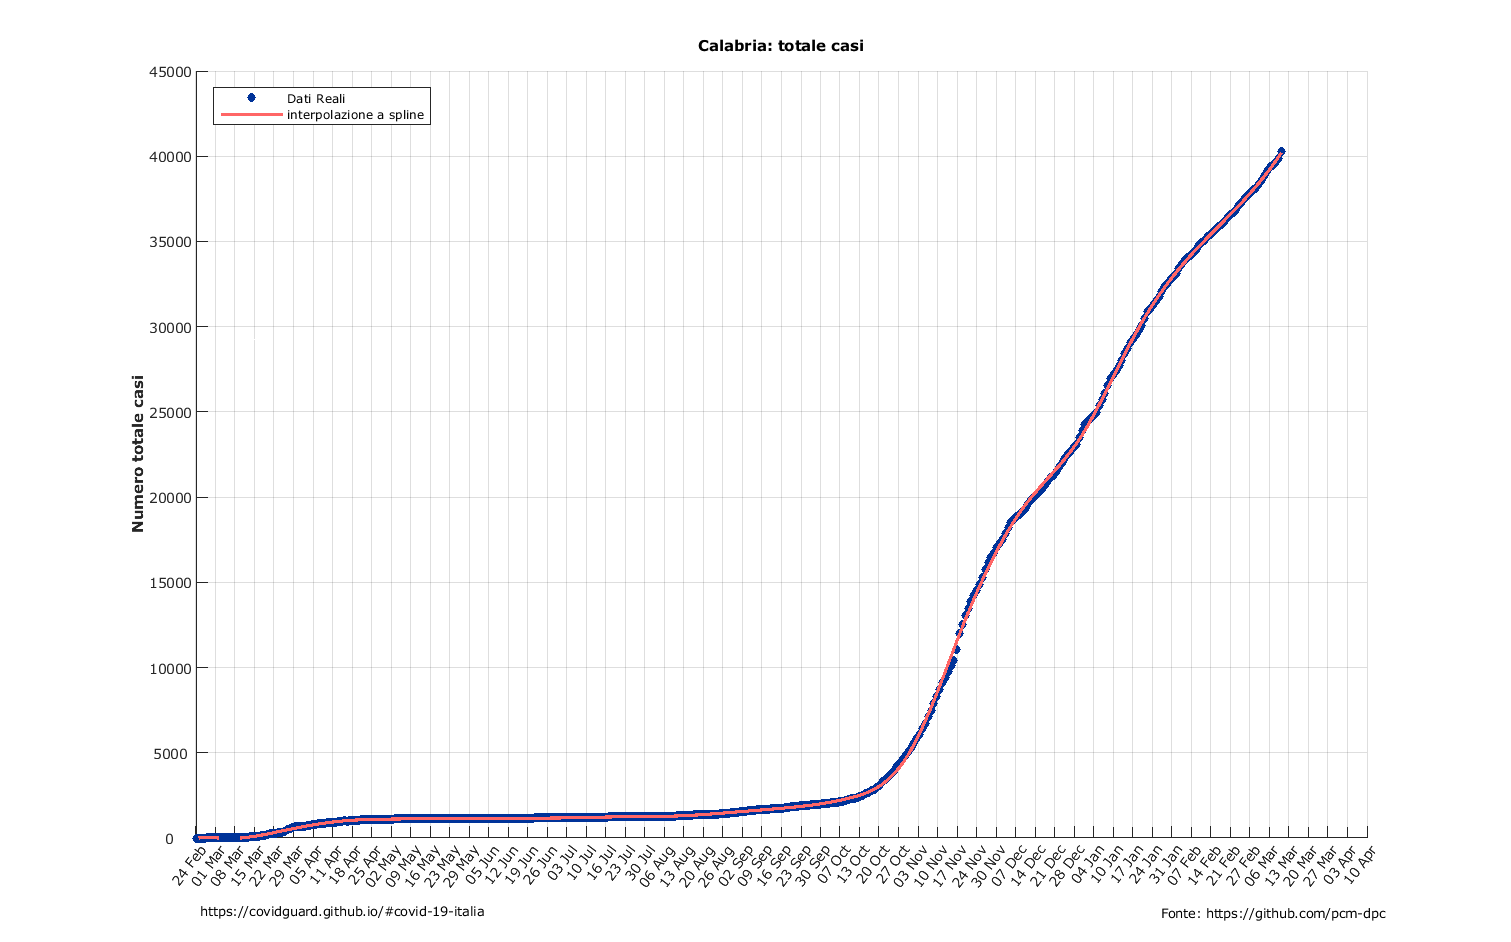 Calabria: totale casi
45000
40000
35000
30000
25000
20000
15000
10000
5000
0
Numero totale casi
Dati Reali
interpolazione a spline
24 Feb
01 Mar
08 Mar
15 Mar
22 Mar
29 Mar
05 Apr
11 Apr
18 Apr
25 Apr
02 May
09 May
16 May
23 May
29 May
05 Jun
12 Jun
19 Jun
26 Jun
03 Jul
10 Jul
16 Jul
23 Jul
30 Jul
06 Aug
13 Aug
20 Aug
26 Aug
02 Sep
09 Sep
16 Sep
23 Sep
30 Sep
07 Oct
13 Oct
20 Oct
27 Oct
03 Nov
10 Nov
17 Nov
24 Nov
30 Nov
07 Dec
14 Dec
21 Dec
28 Dec
04 Jan
10 Jan
17 Jan
24 Jan
31 Jan
07 Feb
14 Feb
21 Feb
27 Feb
06 Mar
13 Mar
20 Mar
27 Mar
03 Apr
10 Apr
https://covidguard.github.io/#covid-19-italia
Fonte: https://github.com/pcm-dpc